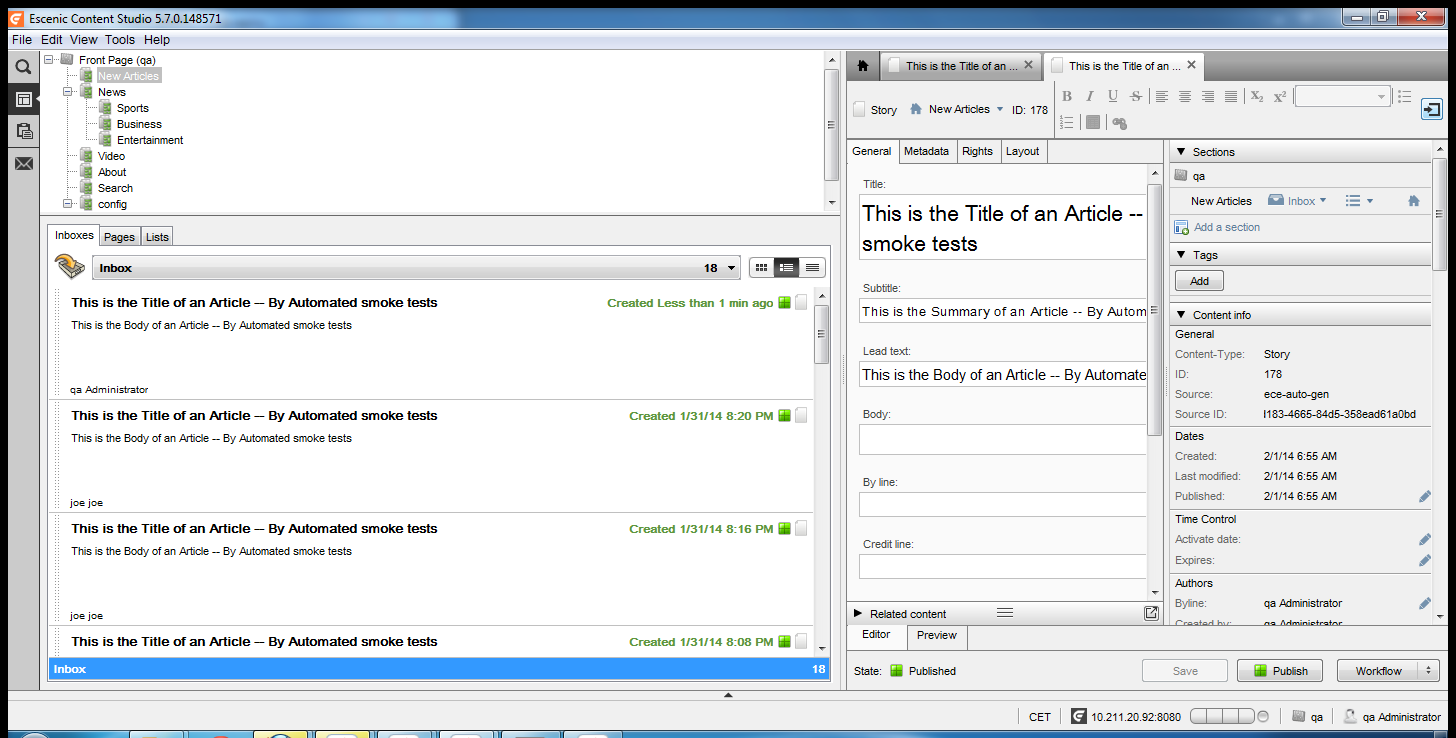 Escenic Content Studio 5.7.0.148571
File Edit View Tools Help
Front Page (qa)
New Articles
News
Sports
Business
Entertainment
Video
About
Search
config
Inboxes Pages Lists
Inbox 18
This is the Title of an Article -- By Automated smoke tests Created Less than 1 min ago
This is the Body of an Article -- By Automated smoke tests
qa Administrator
This is the Title of an Article -- By Automated smoke tests Created 1/31/14 8:20 PM
This is the Body of an Article -- By Automated smoke tests
joe joe
This is the Title of an Article -- By Automated smoke tests Created 1/31/14 8:16 PM
This is the Body of an Article -- By Automated smoke tests
joe joe
This is the Title of an Article -- By Automated smoke tests Created 1/31/14 8:08 PM
Inbox 18
This is the Title of an ... This is the Title of an ...
Story New Articles ID: 178
B I U S X2 X2
General Metadata Rights Layout
Title:
This is the Title of an Article --
smoke tests
Subtitle:
This is the Summary of an Article -- By Autom
Lead text:
This is the Body of an Article -- By Automate
Body:
By line:
Credit line:
Related content
Editor Preview
Sections
qa
New Articles Inbox
Add a section
Tags
Add
Content info
General
Content-Type: Story
ID: 178
Source: ece-auto-gen
Source ID: l183-4665-84d5-358ead61a0bd
Dates
Created: 2/1/14 6:55 AM
Last modified: 2/1/14 6:55 AM
Published: 2/1/14 6:55 AM
Time Control
Activate date:
Expires:
Authors
Byline: qa Administrator
Created by: qa Administrator
State: Published Save Publish Workflow
CET 10.211.20.92:8080 qa qa Administrator